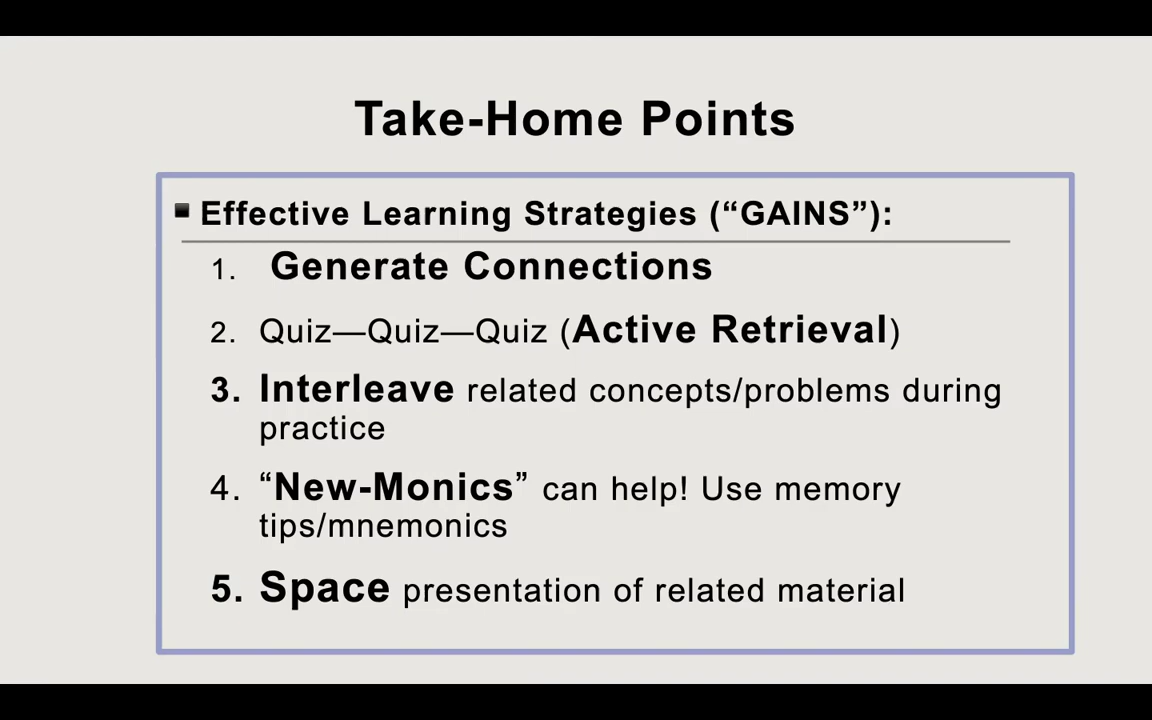 Take-Home Points
▪ Effective Learning Strategies (“GAINS”):
1. Generate Connections
2. Quiz—Quiz—Quiz (Active Retrieval)
3. Interleave related concepts/problems during
practice
4. “New-Monics” can help! Use memory
tips/mnemonics
5. Space presentation of related material